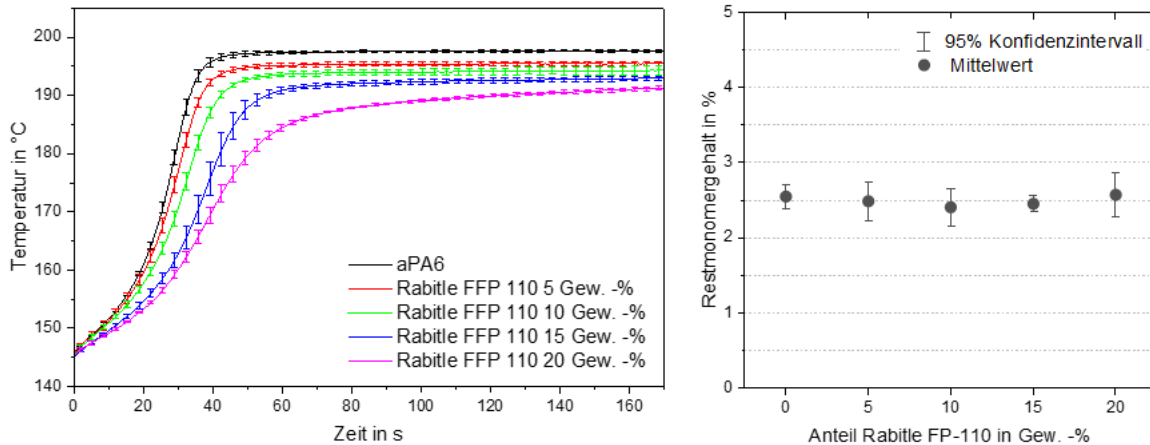 Temperatur in °C
200
190
180
170
160
150
140
0
20
40
60
80
100
120
140
160
Zeit in s
aPA6
Rabitle FFP 110 5 Gew. -%
Rabitle FFP 110 10 Gew. -%
Rabitle FFP 110 15 Gew. -%
Rabitle FFP 110 20 Gew. -%
Restmonomergehalt in %
5
4
3
2
1
0
0
5
10
15
20
Anteil Rabitle FP-110 in Gew. -%
95% Konfidenzintervall
Mittelwert